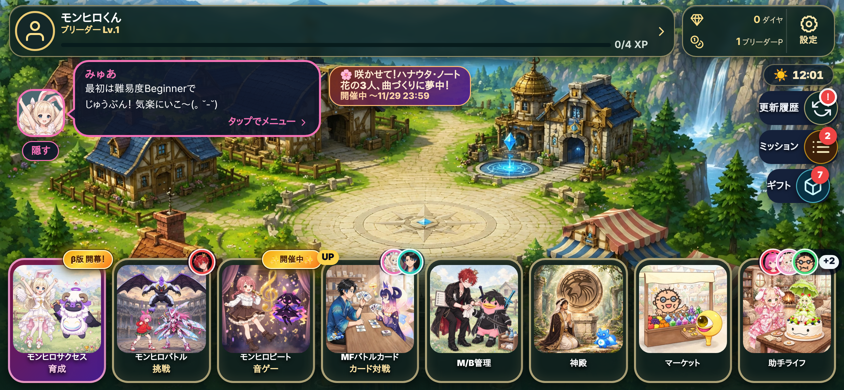 モンヒロくん
ブリーダー Lv.1
0/4 XP
0 ダイヤ
1 ブリーダーP
設定
みゅあ
最初は難易度Beginnerで
じゅうぶん! 気楽にいこ〜(。ˇ-ˇ)
タップでメニュー
隠す
🌸 咲かせて!ハナウタ・ノート
花の3人、曲づくりに夢中!
開催中 〜11/29 23:59
12:01
更新履歴
!
ミッション
2
ギフト
7
β版 開幕!
モンヒロサクセス
育成
モンヒロバトル
挑戦
開催中
モンヒロビート
音ゲー
UP
MFバトルカード
カード対戦
M/B管理
神殿
マーケット
+2
助手ライフ